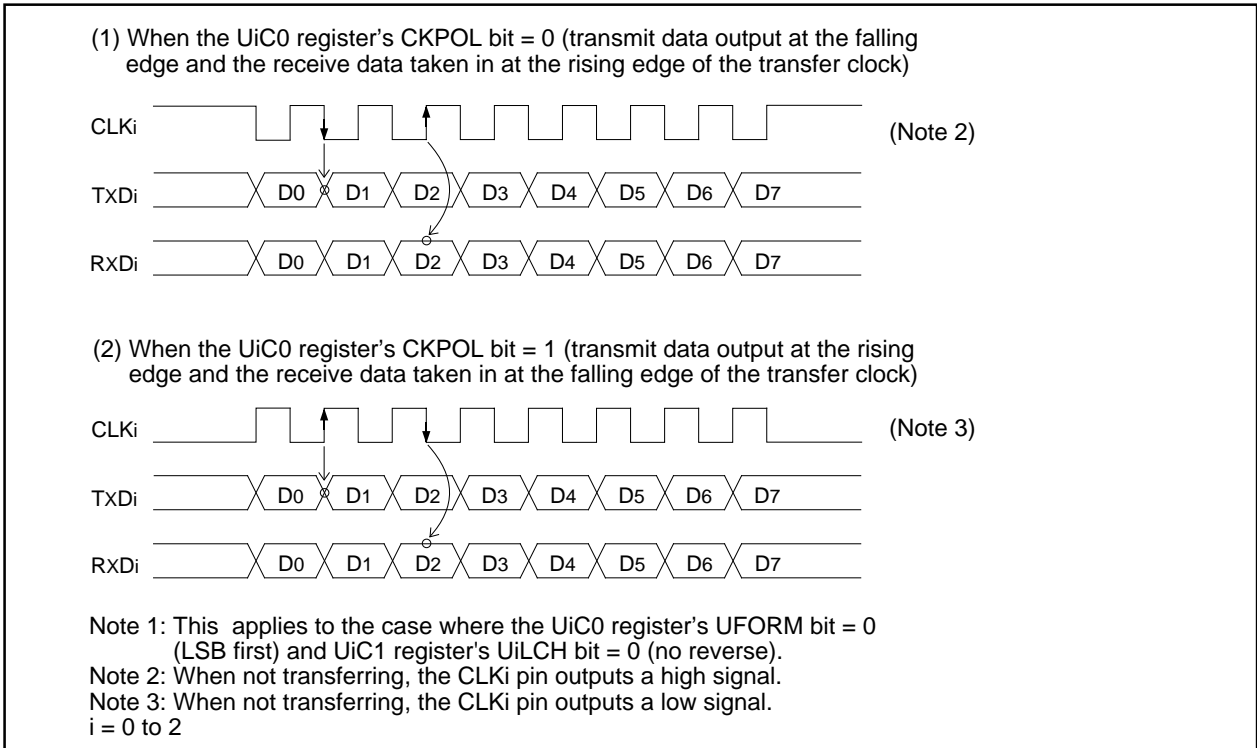 (1) When the UiC0 register's CKPOL bit = 0 (transmit data output at the falling
edge and the receive data taken in at the rising edge of the transfer clock)
CLKi
(Note 2)
TXDi D0 D1 D2 D3 D4 D5 D6 D7
RXDi D0 D1 D2 D3 D4 D5 D6 D7
(2) When the UiC0 register's CKPOL bit = 1 (transmit data output at the rising
edge and the receive data taken in at the falling edge of the transfer clock)
CLKi
(Note 3)
TXDi D0 D1 D2 D3 D4 D5 D6 D7
RXDi D0 D1 D2 D3 D4 D5 D6 D7
Note 1: This applies to the case where the UiC0 register's UFORM bit = 0
(LSB first) and UiC1 register's UiLCH bit = 0 (no reverse).
Note 2: When not transferring, the CLKi pin outputs a high signal.
Note 3: When not transferring, the CLKi pin outputs a low signal.
i = 0 to 2